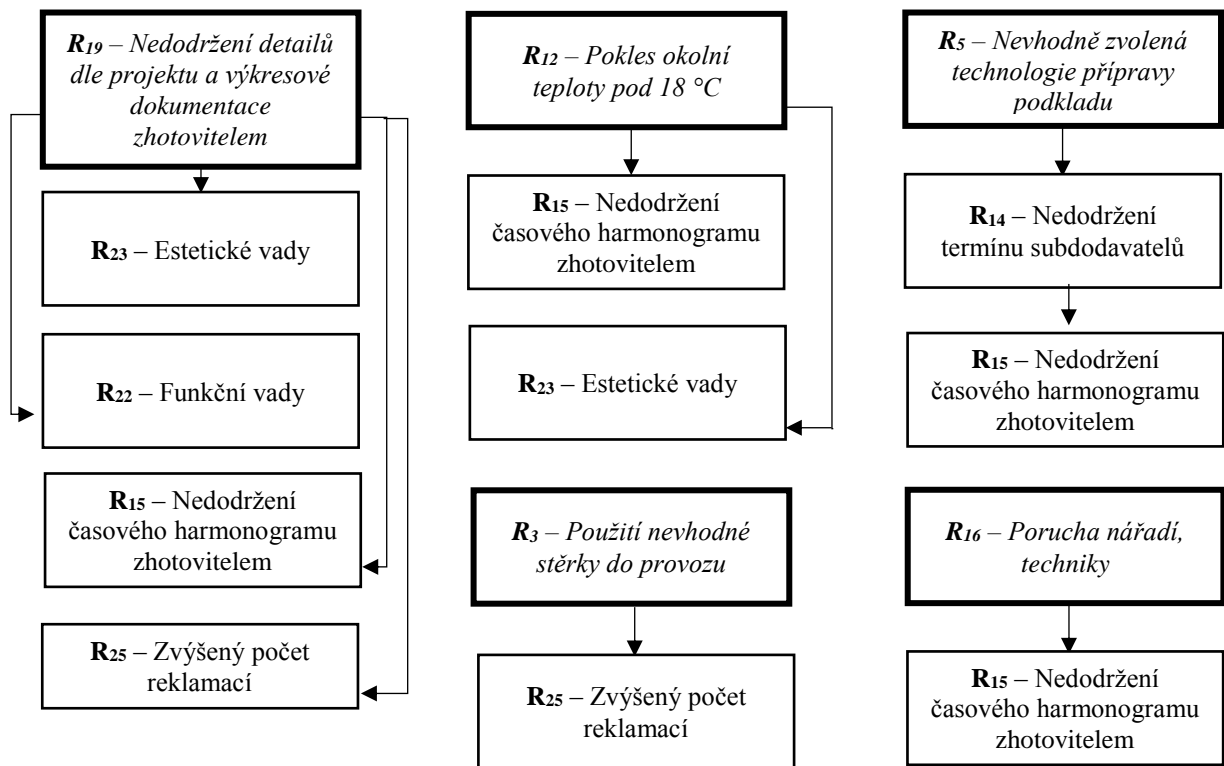 R19 – Nedodržení detailů
dle projektu a výkresové
dokumentace
zhotovitelem
R23 – Estetické vady
R22 – Funkční vady
R15 – Nedodržení
časového harmonogramu
zhotovitelem
R25 – Zvýšený počet
reklamací
R12 – Pokles okolní
teploty pod 18 °C
R15 – Nedodržení
časového harmonogramu
zhotovitelem
R23 – Estetické vady
R3 – Použití nevhodné
stěrky do provozu
R25 – Zvýšený počet
reklamací
R5 – Nevhodně zvolená
technologie přípravy
podkladu
R14 – Nedodržení
termínu subdodavatelů
R15 – Nedodržení
časového harmonogramu
zhotovitelem
R16 – Porucha nářadí,
techniky
R15 – Nedodržení
časového harmonogramu
zhotovitelem